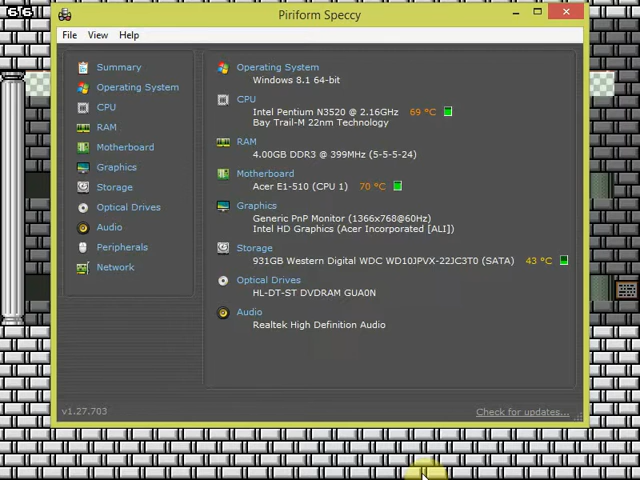 66
Piriform Speccy
File View Help
Summary
Operating System
CPU
RAM
Motherboard
Graphics
Storage
Optical Drives
Audio
Peripherals
Network
Operating System
Windows 8.1 64-bit
CPU
Intel Pentium N3520 @ 2.16GHz 69 °C
Bay Trail-M 22nm Technology
RAM
4.00GB DDR3 @ 399MHz (5-5-5-24)
Motherboard
Acer E1-510 (CPU 1) 70 °C
Graphics
Generic PnP Monitor (1366x768@60Hz)
Intel HD Graphics (Acer Incorporated [ALI])
Storage
931GB Western Digital WDC WD10JPVX-22JC3T0 (SATA) 43 °C
Optical Drives
HL-DT-ST DVDRAM GUA0N
Audio
Realtek High Definition Audio
v1.27.703
Check for updates...